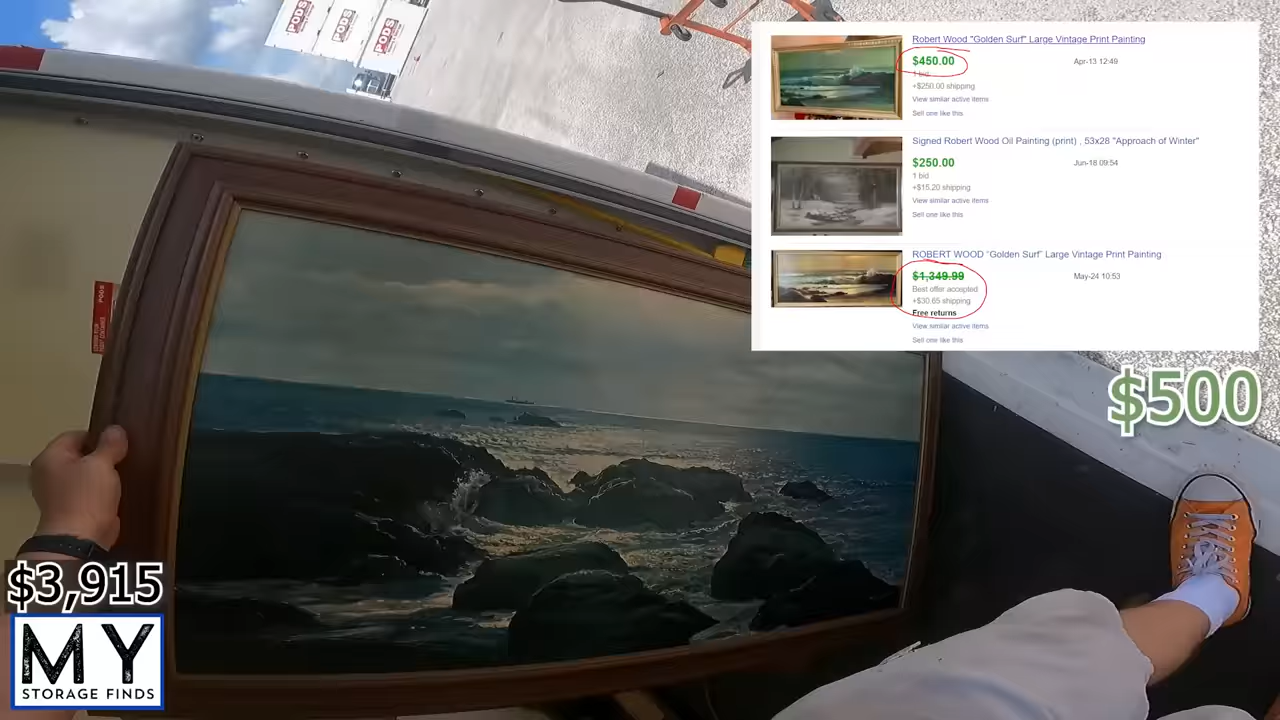 PODS
PODS
PODS
Robert Wood "Golden Surf" Large Vintage Print Painting
$450.00
Apr-13 12:49
1 bid
+$250.00 shipping
View similar active items
Sell one like this
Signed Robert Wood Oil Painting (print) , 53x28 "Approach of Winter"
$250.00
Jun-18 09:54
1 bid
+$15.20 shipping
View similar active items
Sell one like this
ROBERT WOOD "Golden Surf" Large Vintage Print Painting
$1,349.99
May-24 10:53
Best offer accepted
+$30.65 shipping
Free returns
View similar active items
Sell one like this
PODS
$500
$3,915
MY
STORAGE FINDS